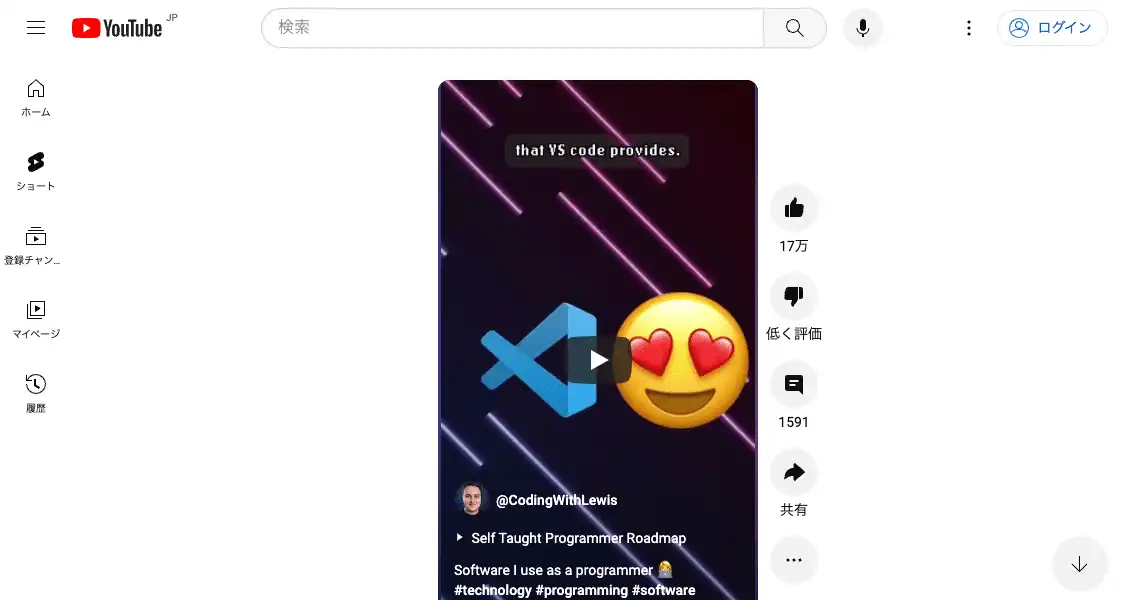 YouTube JP
検索
ログイン
ホーム
ショート
登録チャン...
マイページ
履歴
that VS code provides.
@CodingWithLewis
Self Taught Programmer Roadmap
Software I use as a programmer
#technology #programming #software
17万
低く評価
1591
共有